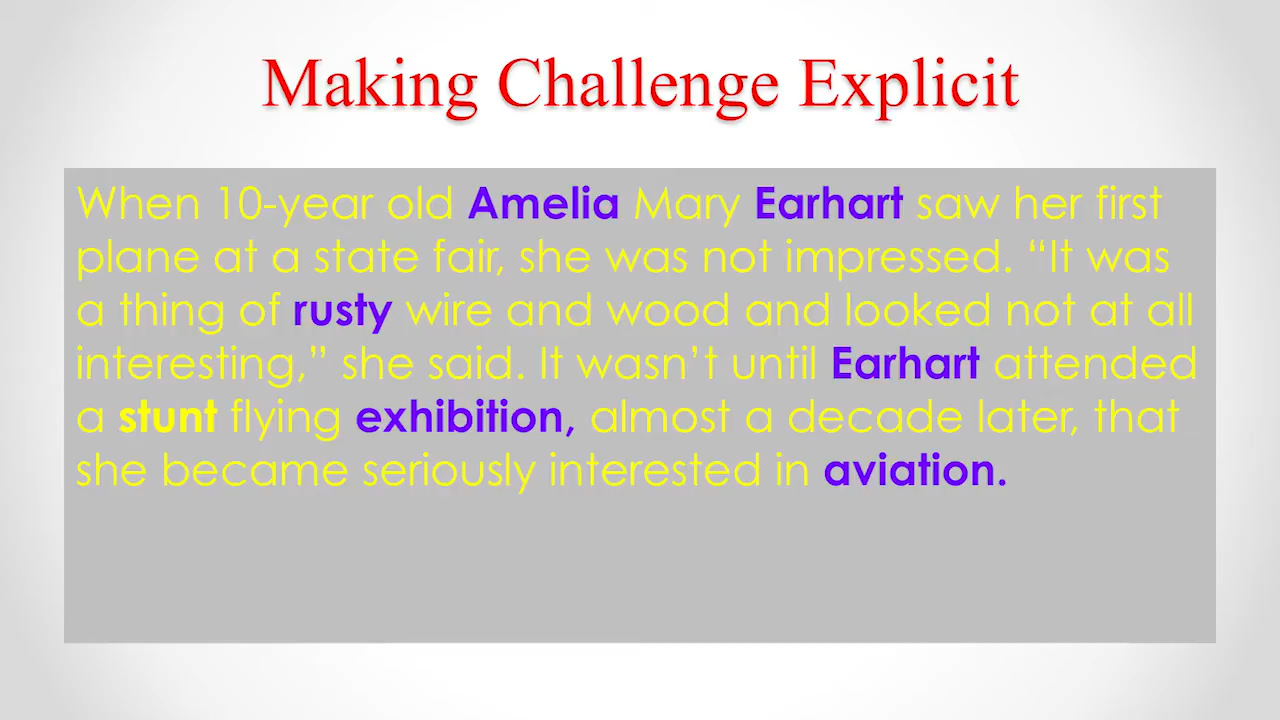 Making Challenge Explicit
When 10-year old Amelia Mary Earhart saw her first
plane at a state fair, she was not impressed. “It was
a thing of rusty wire and wood and looked not at all
interesting,” she said. It wasn’t until Earhart attended
a stunt flying exhibition, almost a decade later, that
she became seriously interested in aviation.